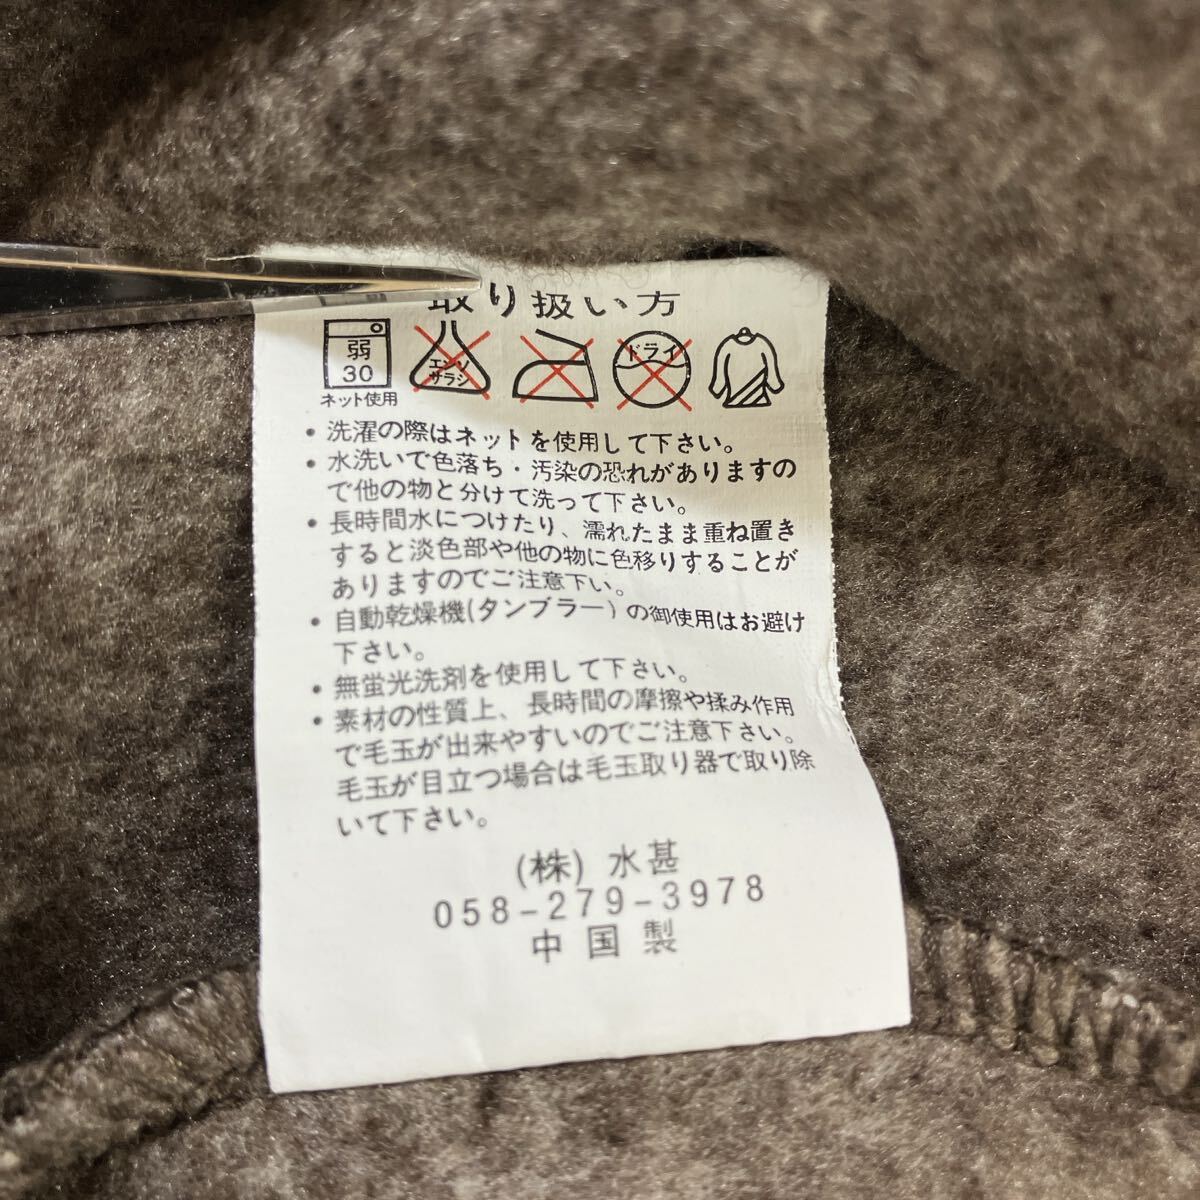 取り扱い方
弱
30
ネット使用
エンソ
サラシ
ドライ
・洗濯の際はネットを使用して下さい。
・水洗いで色落ち・汚染の恐れがありますの
で他の物と分けて洗って下さい。
・長時間水につけたり、濡れたまま重ね置き
すると淡色部や他の物に色移りすることが
ありますのでご注意下い。
・自動乾燥機(タンブラー)の御使用はお避け
下さい。
・無蛍光洗剤を使用して下さい。
・素材の性質上、長時間の摩擦や揉み作用
で毛玉が出来やすいのでご注意下さい。
毛玉が目立つ場合は毛玉取り器で取り除
いて下さい。
(株) 水甚
058-279-3978
中国製